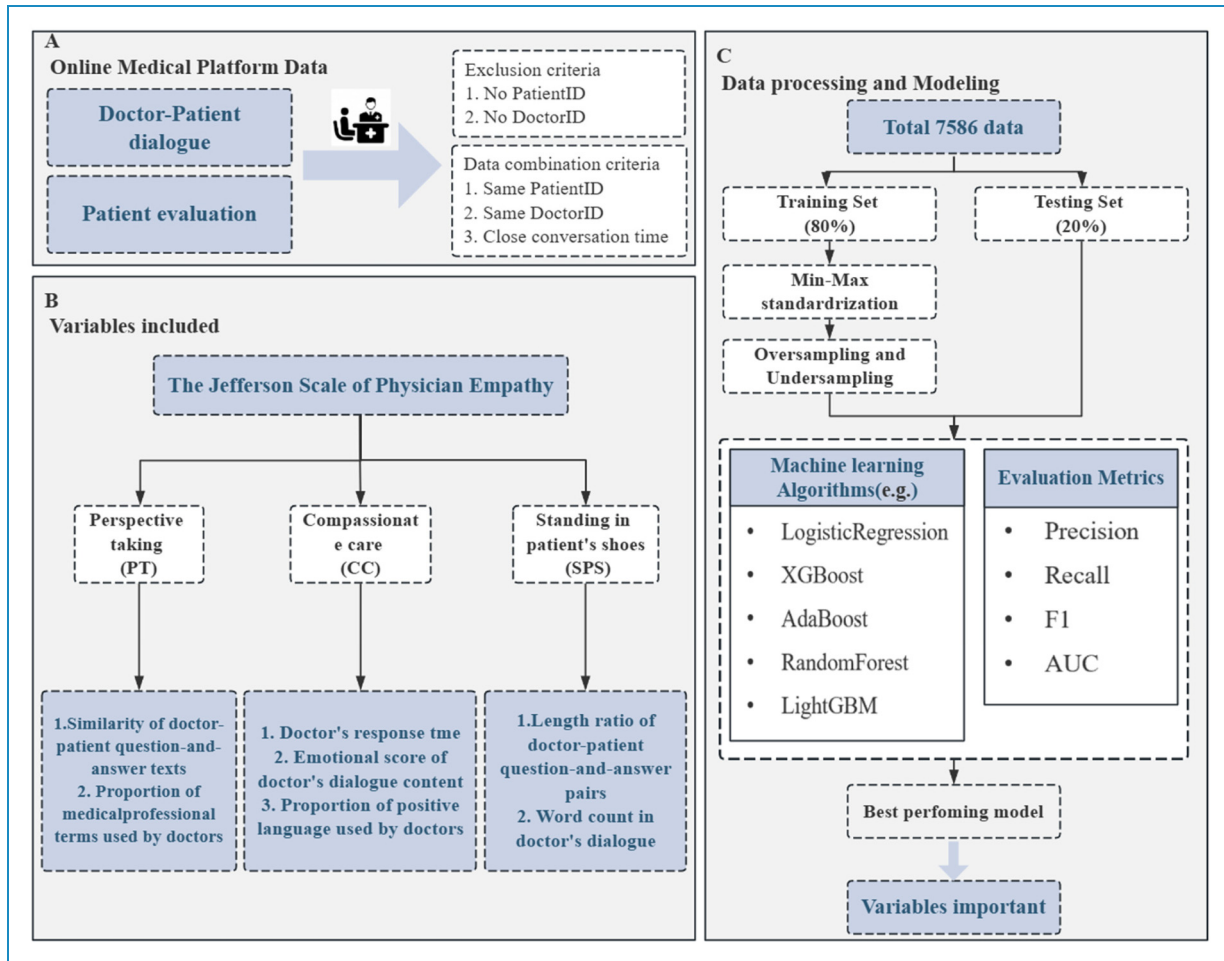 A
Online Medical Platform Data
Doctor-Patient
dialogue
Patient evaluation
Exclusion criteria
1. No PatientID
2. No DoctorID
Data combination criteria
1. Same PatientID
2. Same DoctorID
3. Close conversation time
B
Variables included
The Jefferson Scale of Physician Empathy
Perspective
taking
(PT)
Compassionat
e care
(CC)
Standing in
patient's shoes
(SPS)
1.Similarity of doctor-
patient question-and-
answer texts
2. Proportion of
medicalprofessional
terms used by doctors
1. Doctor's response tme
2. Emotional score of
doctor's dialogue content
3. Proportion of positive
language used by doctors
1.Length ratio of
doctor-patient
question-and-answer
pairs
2. Word count in
doctor's dialogue
C
Data processing and Modeling
Total 7586 data
Training Set
(80%)
Testing Set
(20%)
Min-Max
standardrization
Oversampling and
Undersampling
Machine learning
Algorithms(e.g.)
• LogisticRegression
• XGBoost
• AdaBoost
• RandomForest
• LightGBM
Evaluation Metrics
• Precision
• Recall
• F1
• AUC
Best perfoming model
Variables important